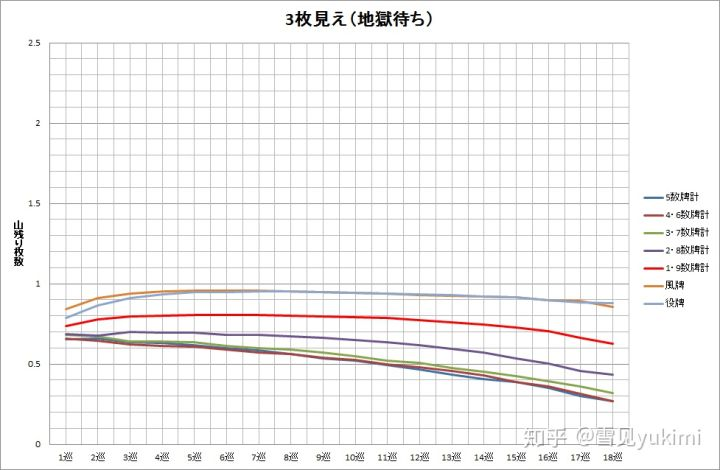 3枚見え（地獄待ち）
2.5
2
1.5
1
0.5
0
山残り枚数
1巡 2巡 3巡 4巡 5巡 6巡 7巡 8巡 9巡 10巡 11巡 12巡 13巡 14巡 15巡 16巡 17巡 18巡
5数牌計
4・6数牌計
3・7数牌計
2・8数牌計
1・9数牌計
風牌
役牌
知乎 @雪见yukimi